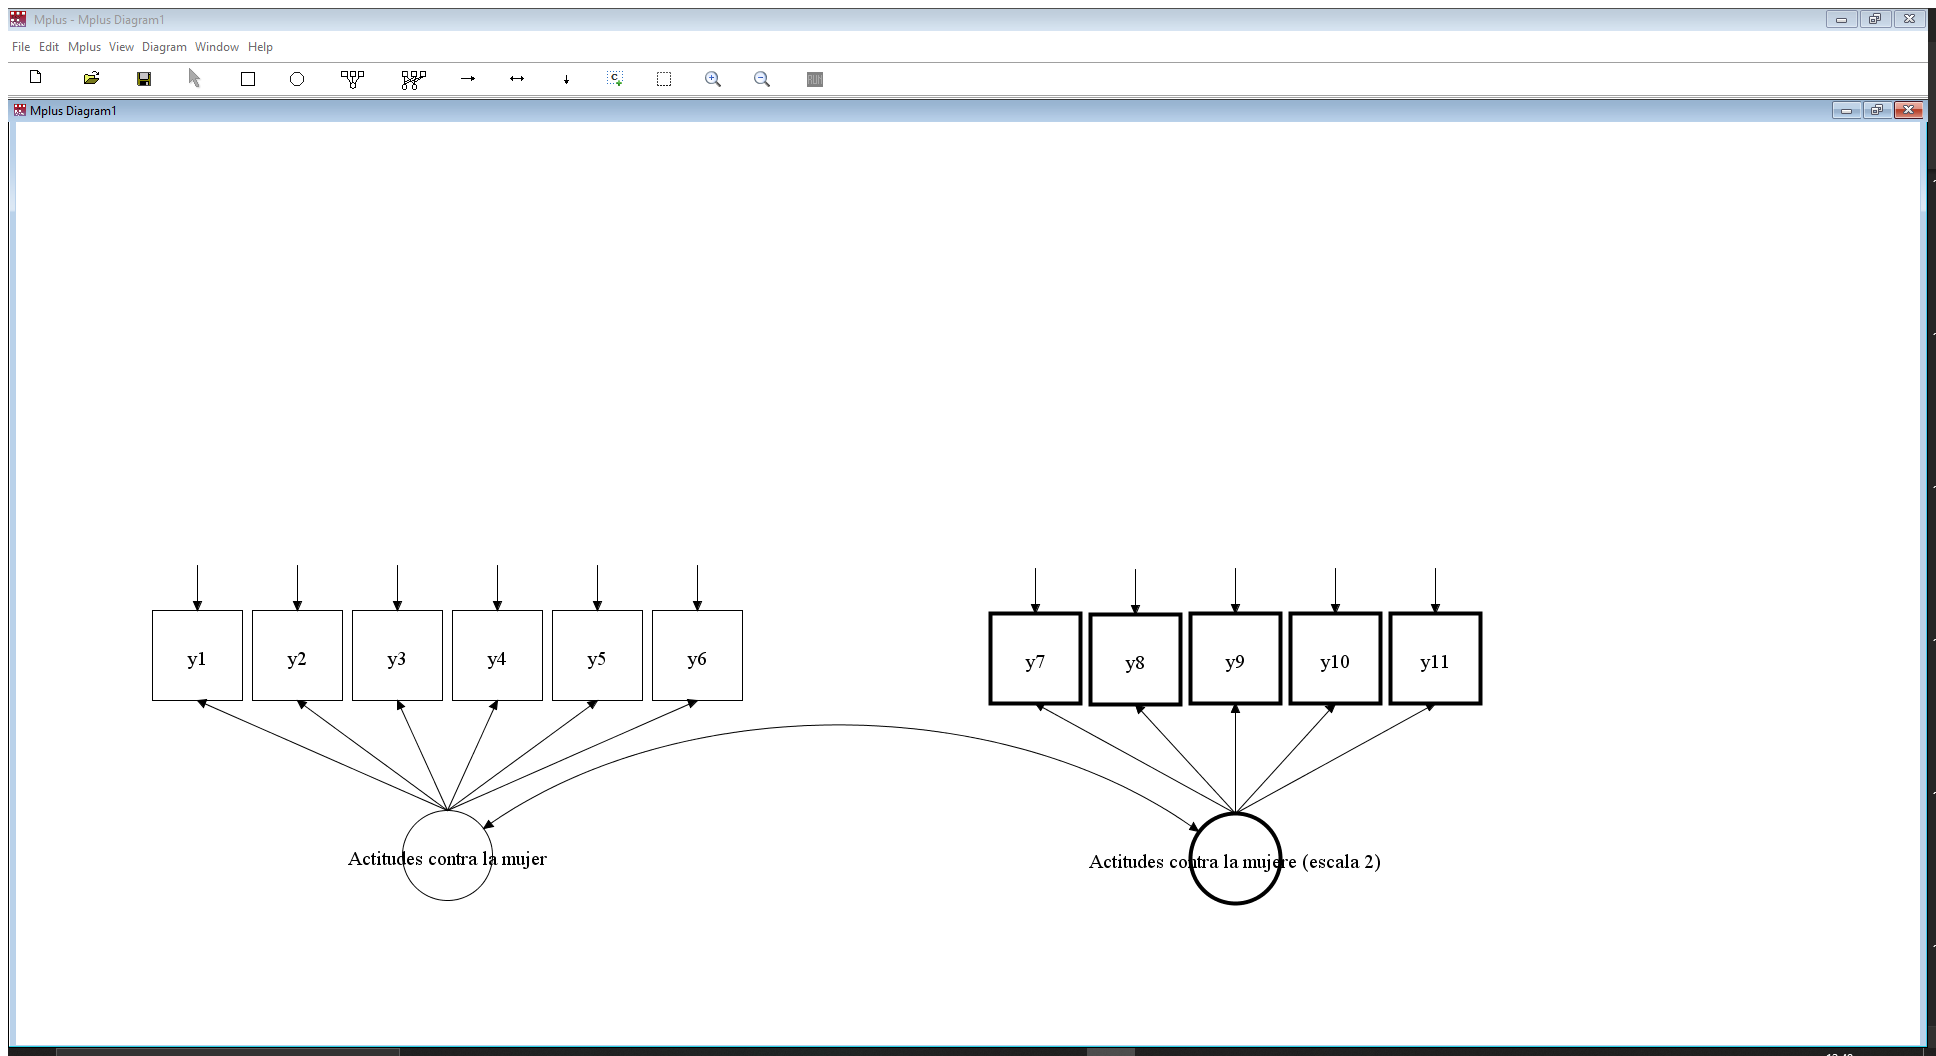 Mplus - Mplus Diagram1
File Edit Mplus View Diagram Window Help
C
RUN
Mplus Diagram1
y1 y2 y3 y4 y5 y6 y7 y8 y9 y10 y11
Actitudes contra la mujer Actitudes contra la mujere (escala 2)